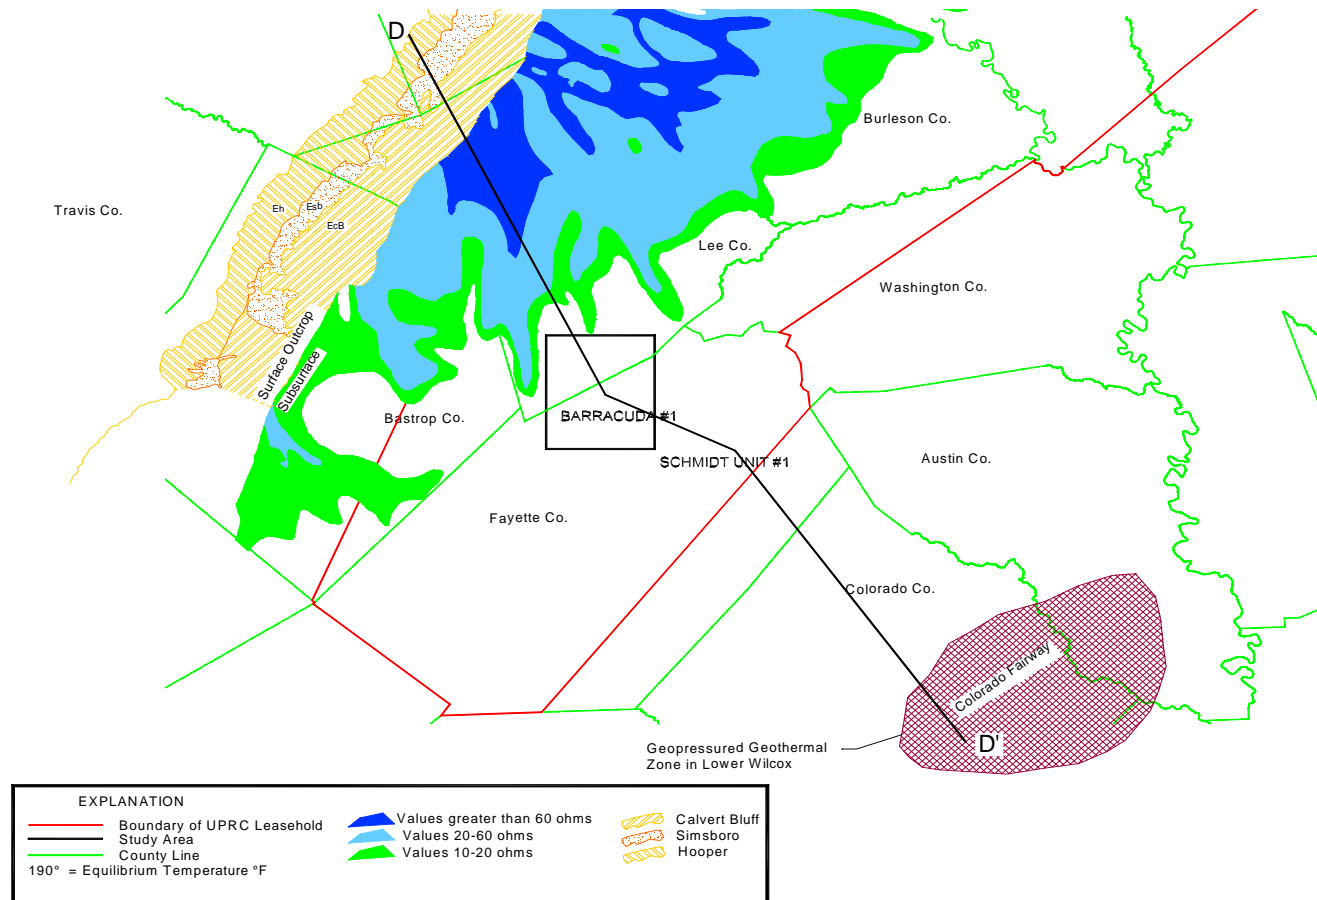 D
Burleson Co.
Travis Co.
Eh
Esb
EcB
Lee Co.
Washington Co.
Surface Outcrop
Subsurface
Bastrop Co.
BARRACUDA #1
SCHMIDT UNIT #1
Austin Co.
Fayette Co.
Colorado Co.
Colorado Fairway
D'
Geopressured Geothermal
Zone in Lower Wilcox
EXPLANATION
Boundary of UPRC Leasehold
Study Area
County Line
190° = Equilibrium Temperature °F
Values greater than 60 ohms
Values 20-60 ohms
Values 10-20 ohms
Calvert Bluff
Simsboro
Hooper